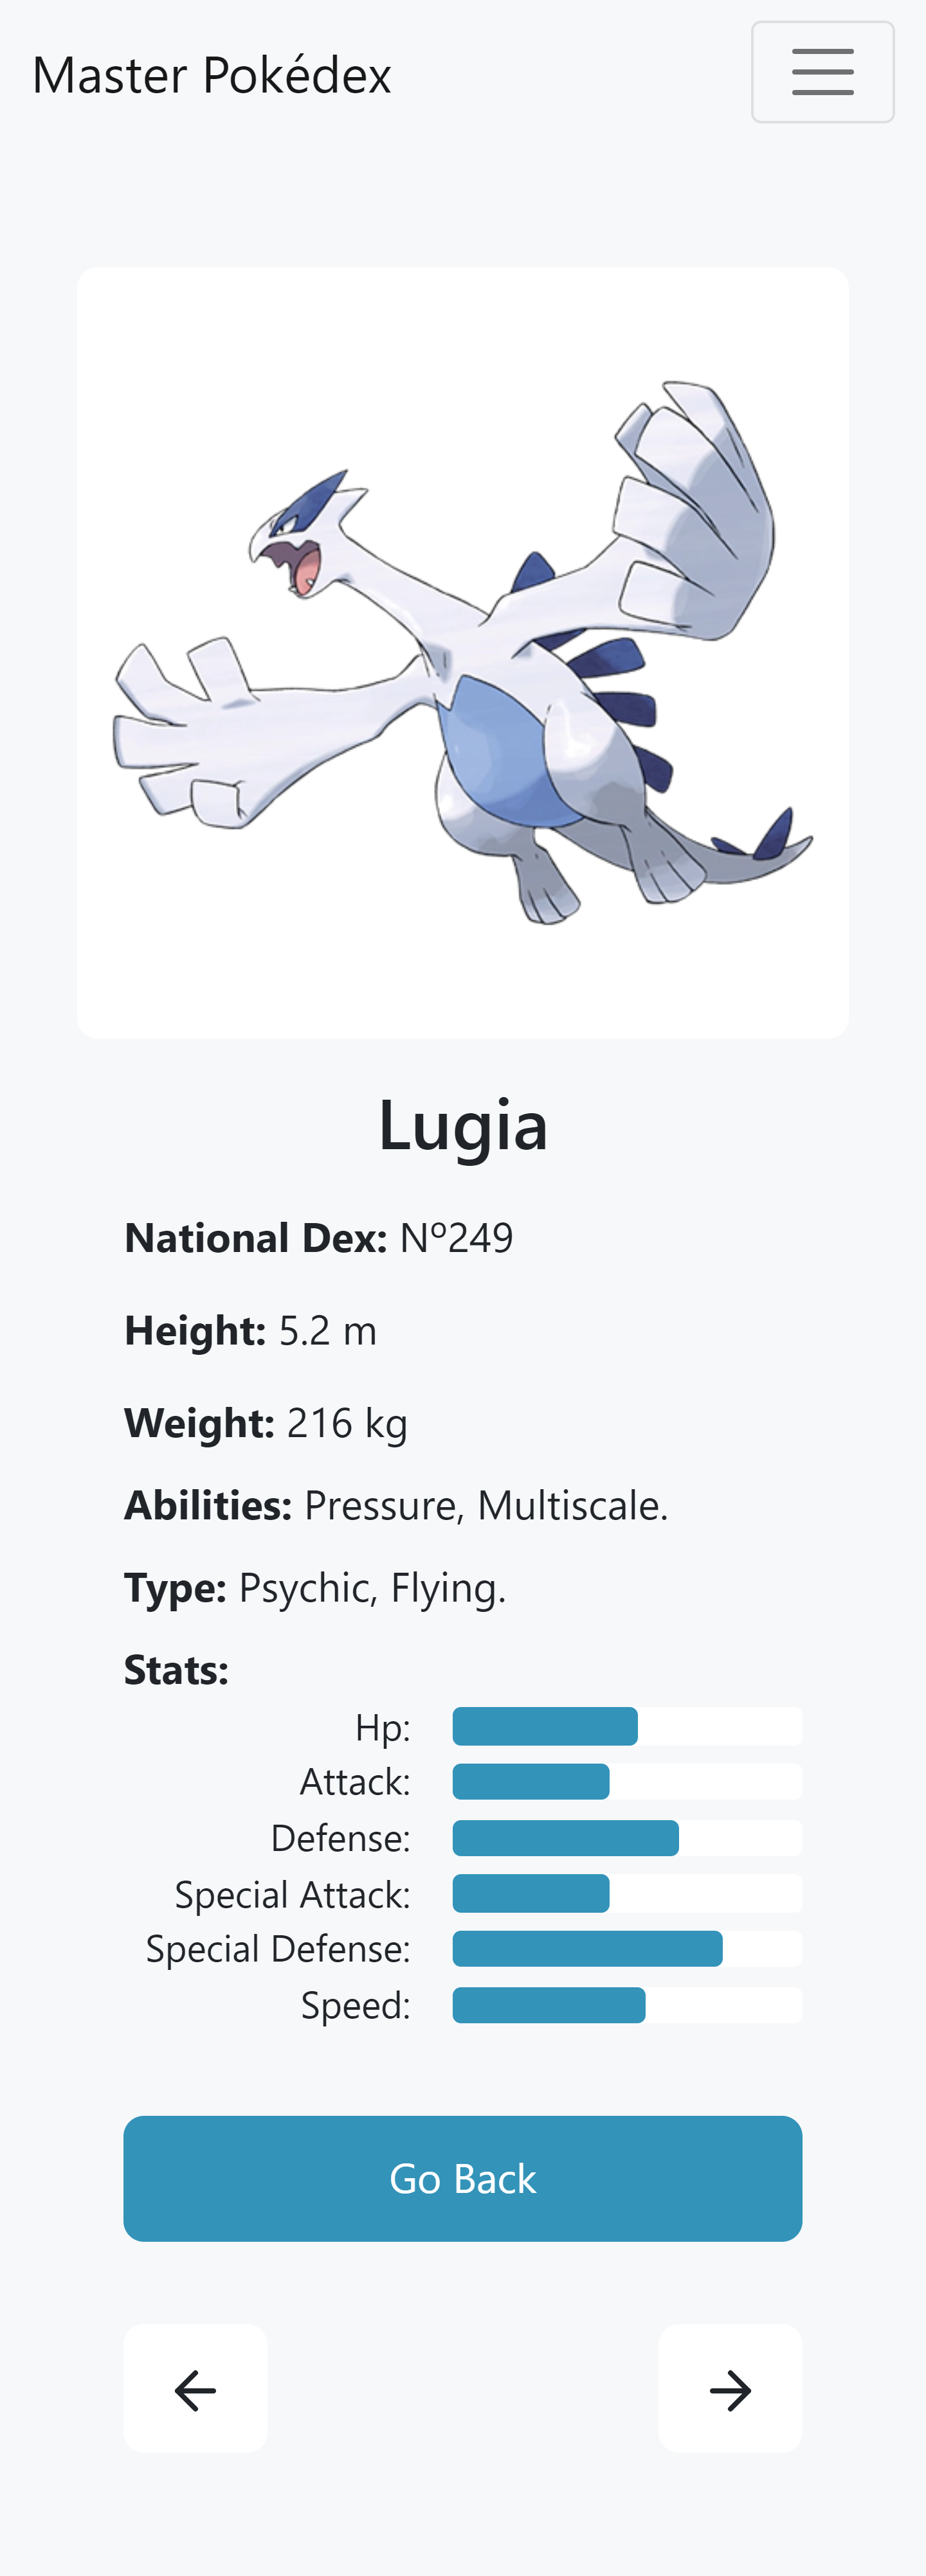 Master Pokédex
Lugia
National Dex: Nº249
Height: 5.2 m
Weight: 216 kg
Abilities: Pressure, Multiscale.
Type: Psychic, Flying.
Stats:
Hp:
Attack:
Defense:
Special Attack:
Special Defense:
Speed:
Go Back